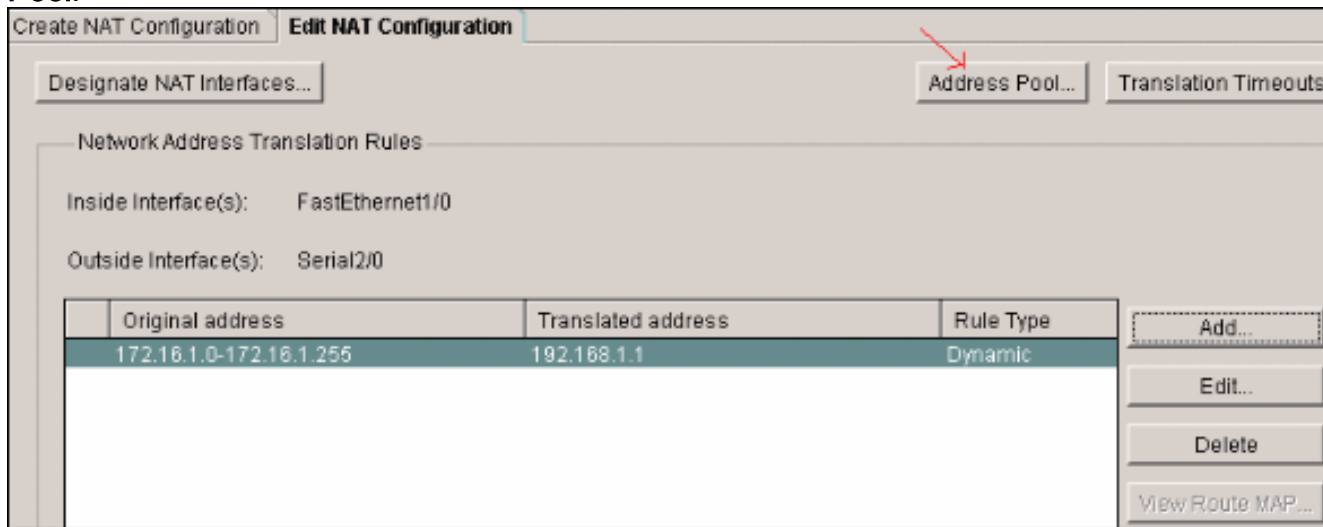 Create NAT Configuration Edit NAT Configuration
Designate NAT Interfaces... Address Pool... Translation Timeouts
Network Address Translation Rules
Inside Interface(s): FastEthernet1/0
Outside Interface(s): Serial2/0
Original address Translated address Rule Type
172.16.1.0-172.16.1.255 192.168.1.1 Dynamic
Add...
Edit...
Delete
View Route MAP...